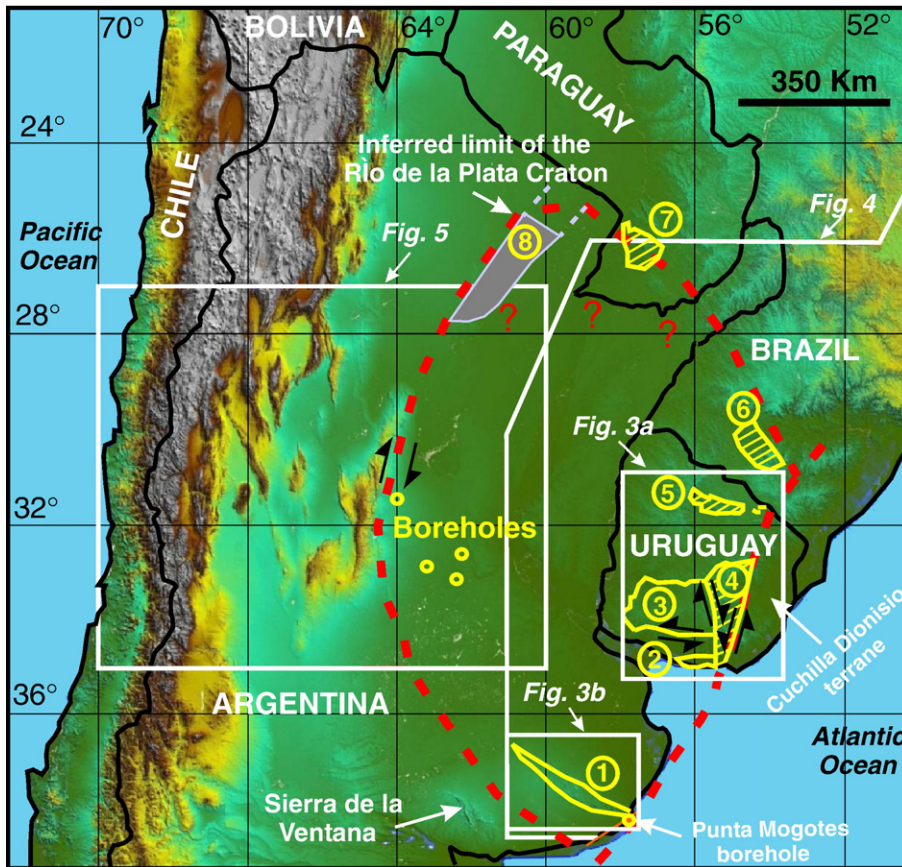 70°
BOLIVIA
64°
60°
56°
52°
PARAGUAY
350 Km
24°
Inferred limit of the
Rìo de la Plata Craton
CHILE
Fig. 4
Pacific
Ocean
Fig. 5
7
8
?
?
?
28°
BRAZIL
6
Fig. 3a
5
32°
Boreholes
URUGUAY
4
3
2
Cuchilla Dionisio
terrane
36°
ARGENTINA
Fig. 3b
Atlantic
Ocean
1
Sierra de la
Ventana
Punta Mogotes
borehole